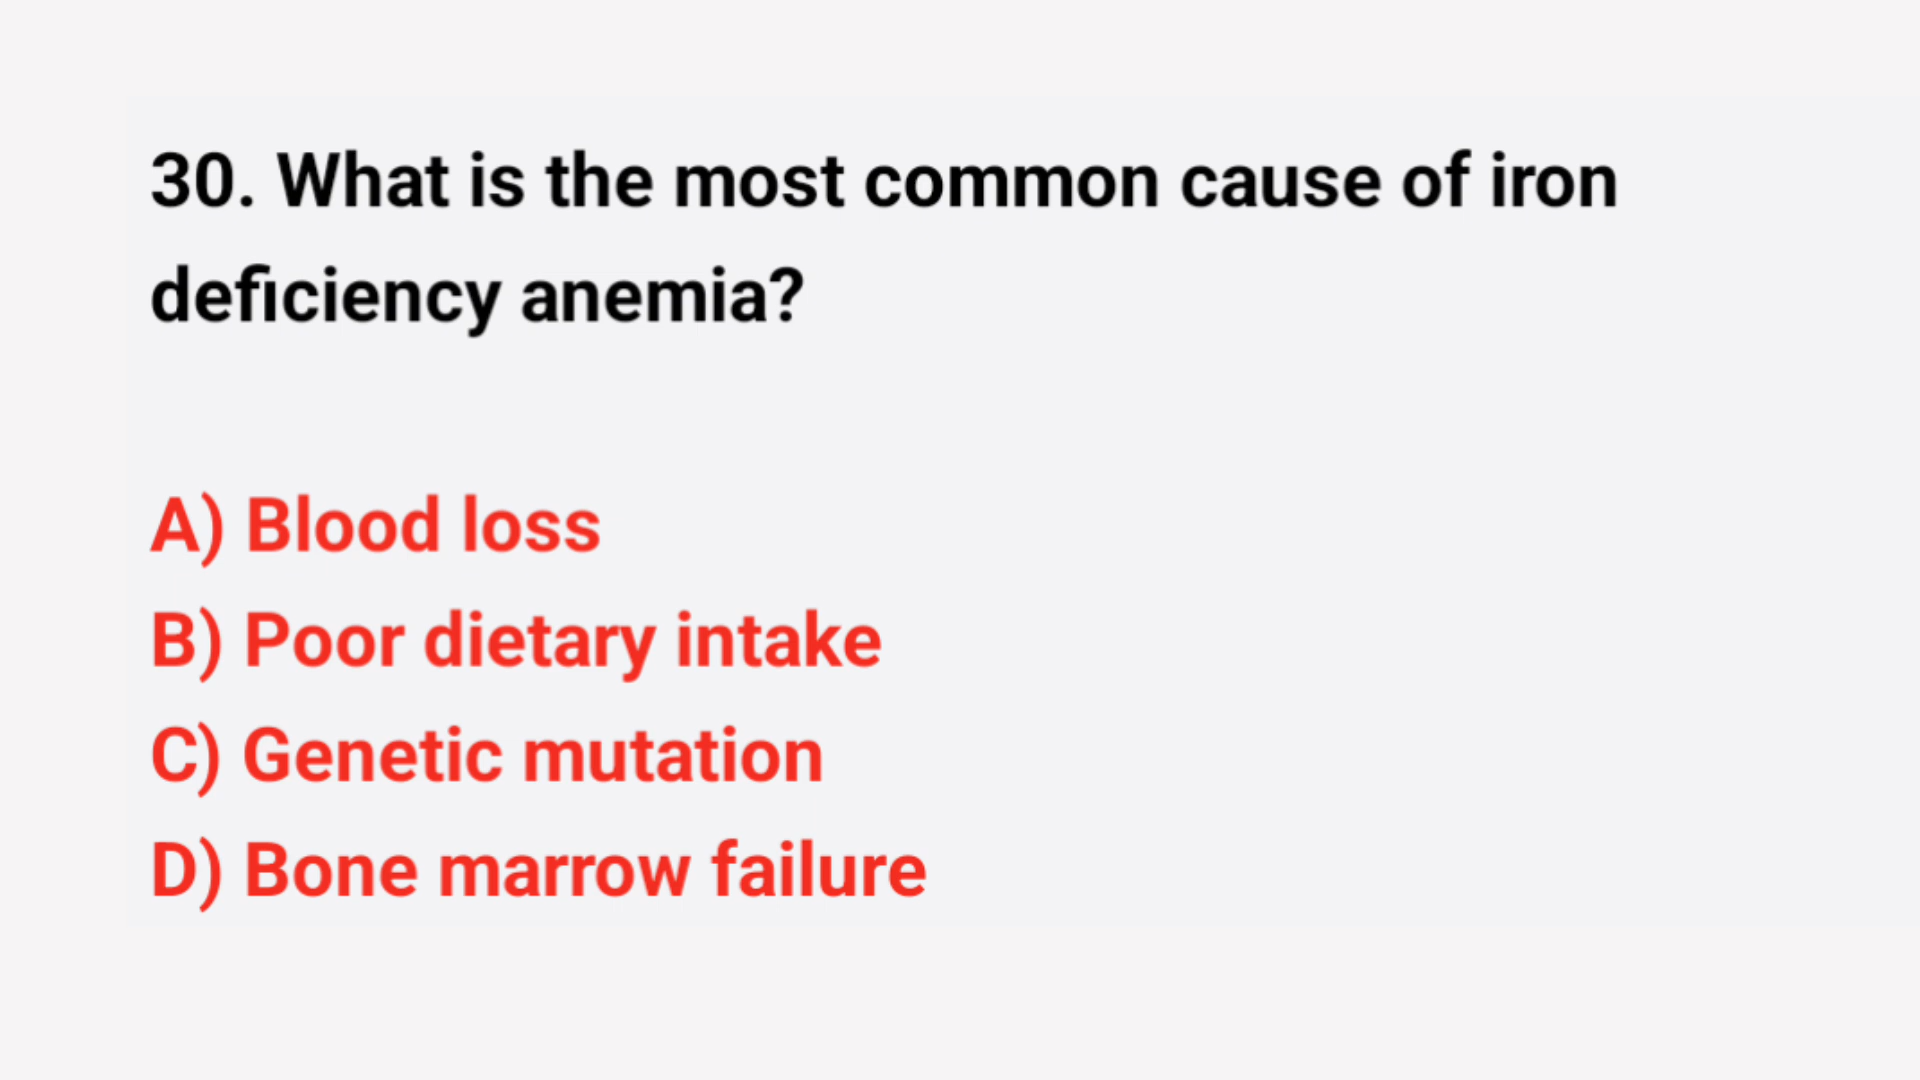 30. What is the most common cause of iron
deficiency anemia?
A) Blood loss
B) Poor dietary intake
C) Genetic mutation
D) Bone marrow failure